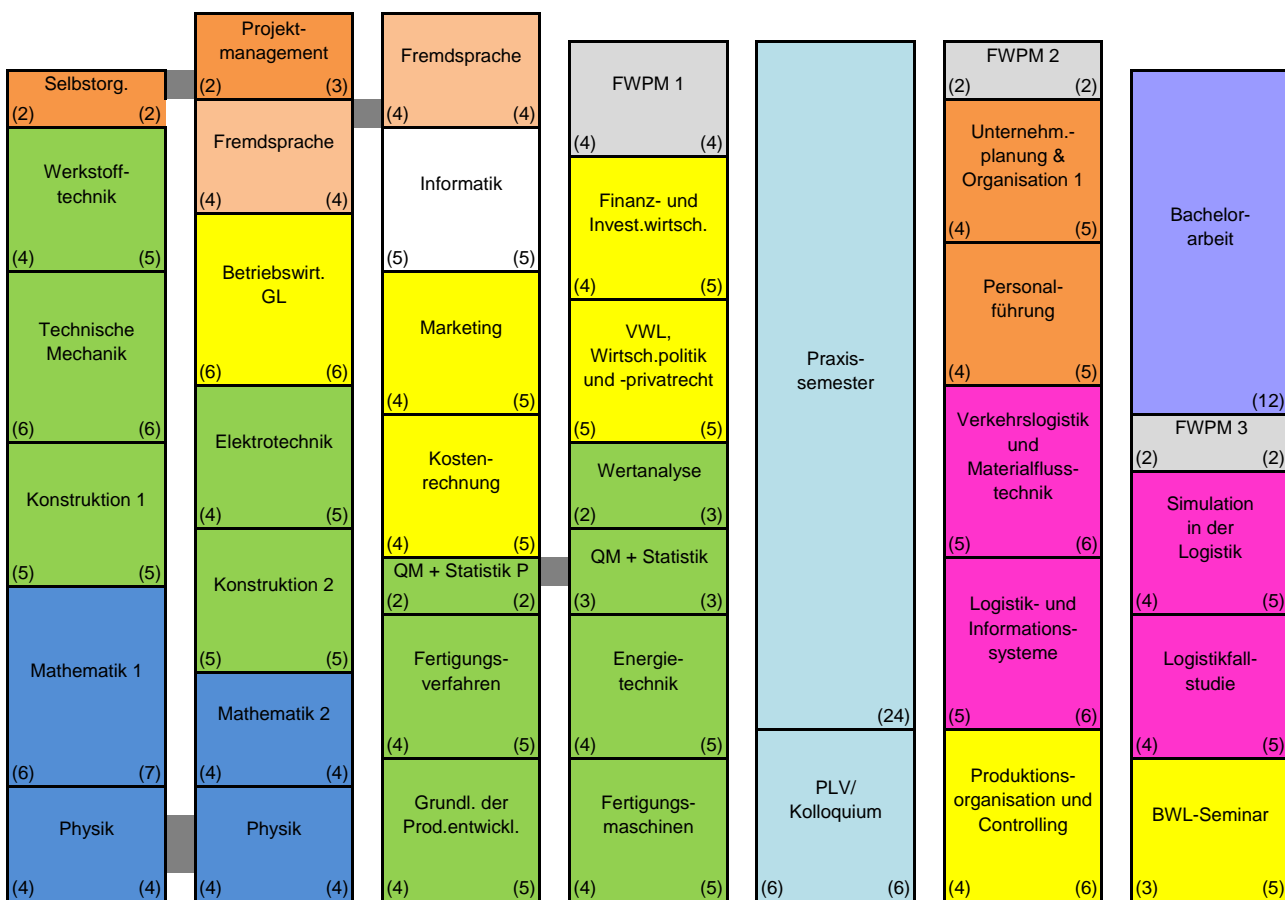 Selbstorg.
(2) (2)
Werkstoff-
technik
(4) (5)
Technische
Mechanik
(6) (6)
Konstruktion 1
(5) (5)
Mathematik 1
(6) (7)
Physik
(4) (4)
Projekt-
management
(2) (3)
Fremdsprache
(4) (4)
Betriebswirt.
GL
(6) (6)
Elektrotechnik
(4) (5)
Konstruktion 2
(5) (5)
Mathematik 2
(4) (4)
Physik
(4) (4)
Fremdsprache
(4) (4)
Informatik
(5) (5)
Marketing
(4) (5)
Kosten-
rechnung
(4) (5)
QM + Statistik P
(2) (2)
Fertigungs-
verfahren
(4) (5)
Grundl. der
Prod.entwickl.
(4) (5)
FWPM 1
(4) (4)
Finanz- und
Invest.wirtsch.
(4) (5)
VWL,
Wirtsch.politik
und -privatrecht
(5) (5)
Wertanalyse
(2) (3)
QM + Statistik
(3) (3)
Energie-
technik
(4) (5)
Fertigungs-
maschinen
(4) (5)
Praxis-
semester
(24)
PLV/
Kolloquium
(6) (6)
FWPM 2
(2) (2)
Unternehm.-
planung &
Organisation 1
(4) (5)
Personal-
führung
(4) (5)
Verkehrslogistik
und
Materialfluss-
technik
(5) (6)
Logistik- und
Informations-
systeme
(5) (6)
Produktions-
organisation und
Controlling
(4) (6)
Bachelor-
arbeit
(12)
FWPM 3
(2) (2)
Simulation
in der
Logistik
(4) (5)
Logistikfall-
studie
(4) (5)
BWL-Seminar
(3) (5)